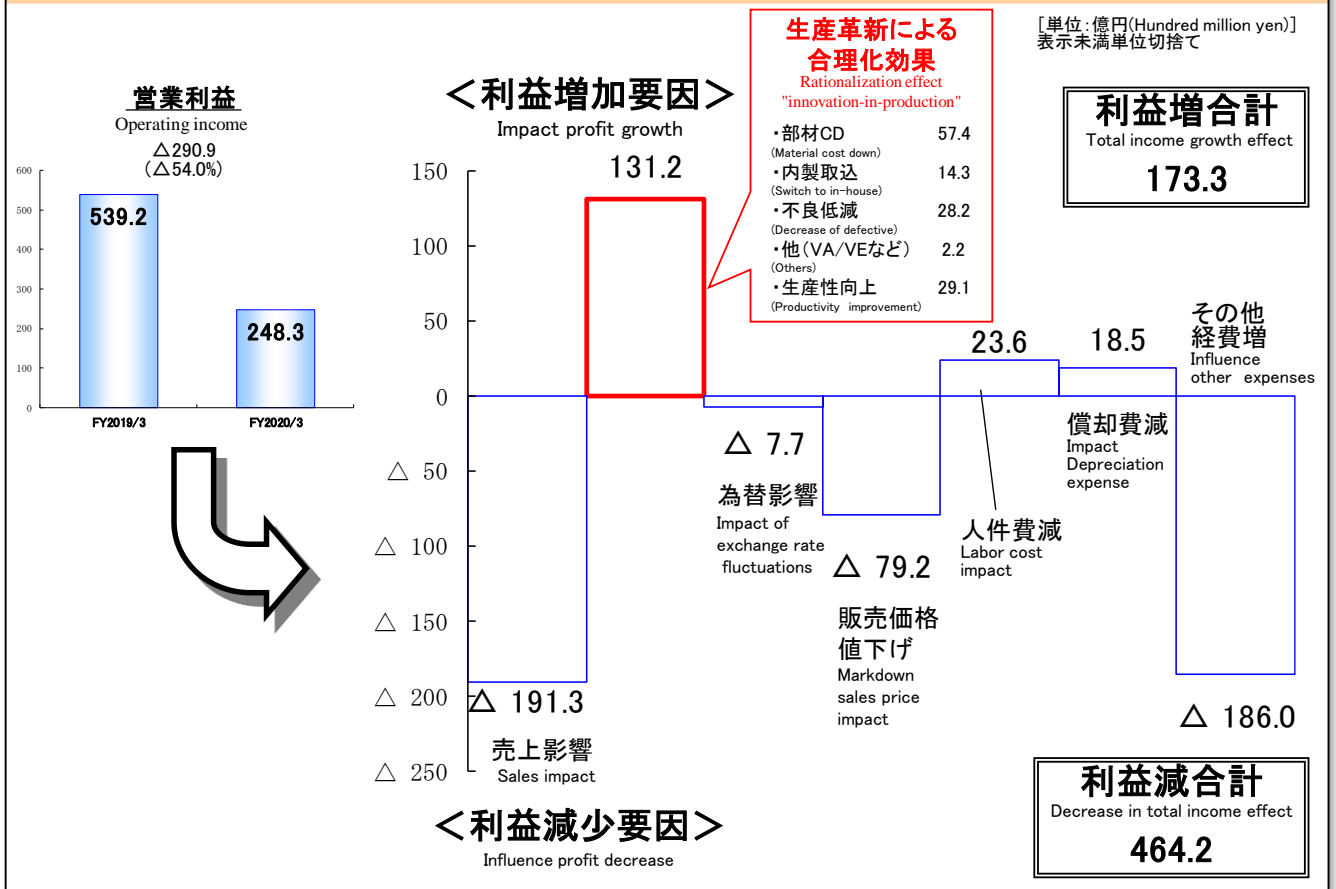 [単位：億円(Hundred million yen)]
表示未満単位切捨て
営業利益
Operating income
△290.9
(△54.0%)
600
500
400
300
200
100
0
539.2
248.3
FY2019/3
FY2020/3
＜利益増加要因＞
Impact profit growth
生産革新による
合理化効果
Rationalization effect
"innovation-in-production"
・部材CD 57.4
(Material cost down)
・内製取込 14.3
(Switch to in-house)
・不良低減 28.2
(Decrease of defective)
・他（VA/VEなど） 2.2
(Others)
・生産性向上 29.1
(Productivity improvement)
利益増合計
Total income growth effect
173.3
150
100
50
0
△ 50
△ 100
△ 150
△ 200
△ 250
131.2
△ 191.3
売上影響
Sales impact
△ 7.7
為替影響
Impact of
exchange rate
fluctuations
△ 79.2
販売価格
値下げ
Markdown
sales price
impact
23.6
人件費減
Labor cost
impact
18.5
償却費減
Impact
Depreciation
expense
その他
経費増
Influence
other expenses
△ 186.0
＜利益減少要因＞
Influence profit decrease
利益減合計
Decrease in total income effect
464.2